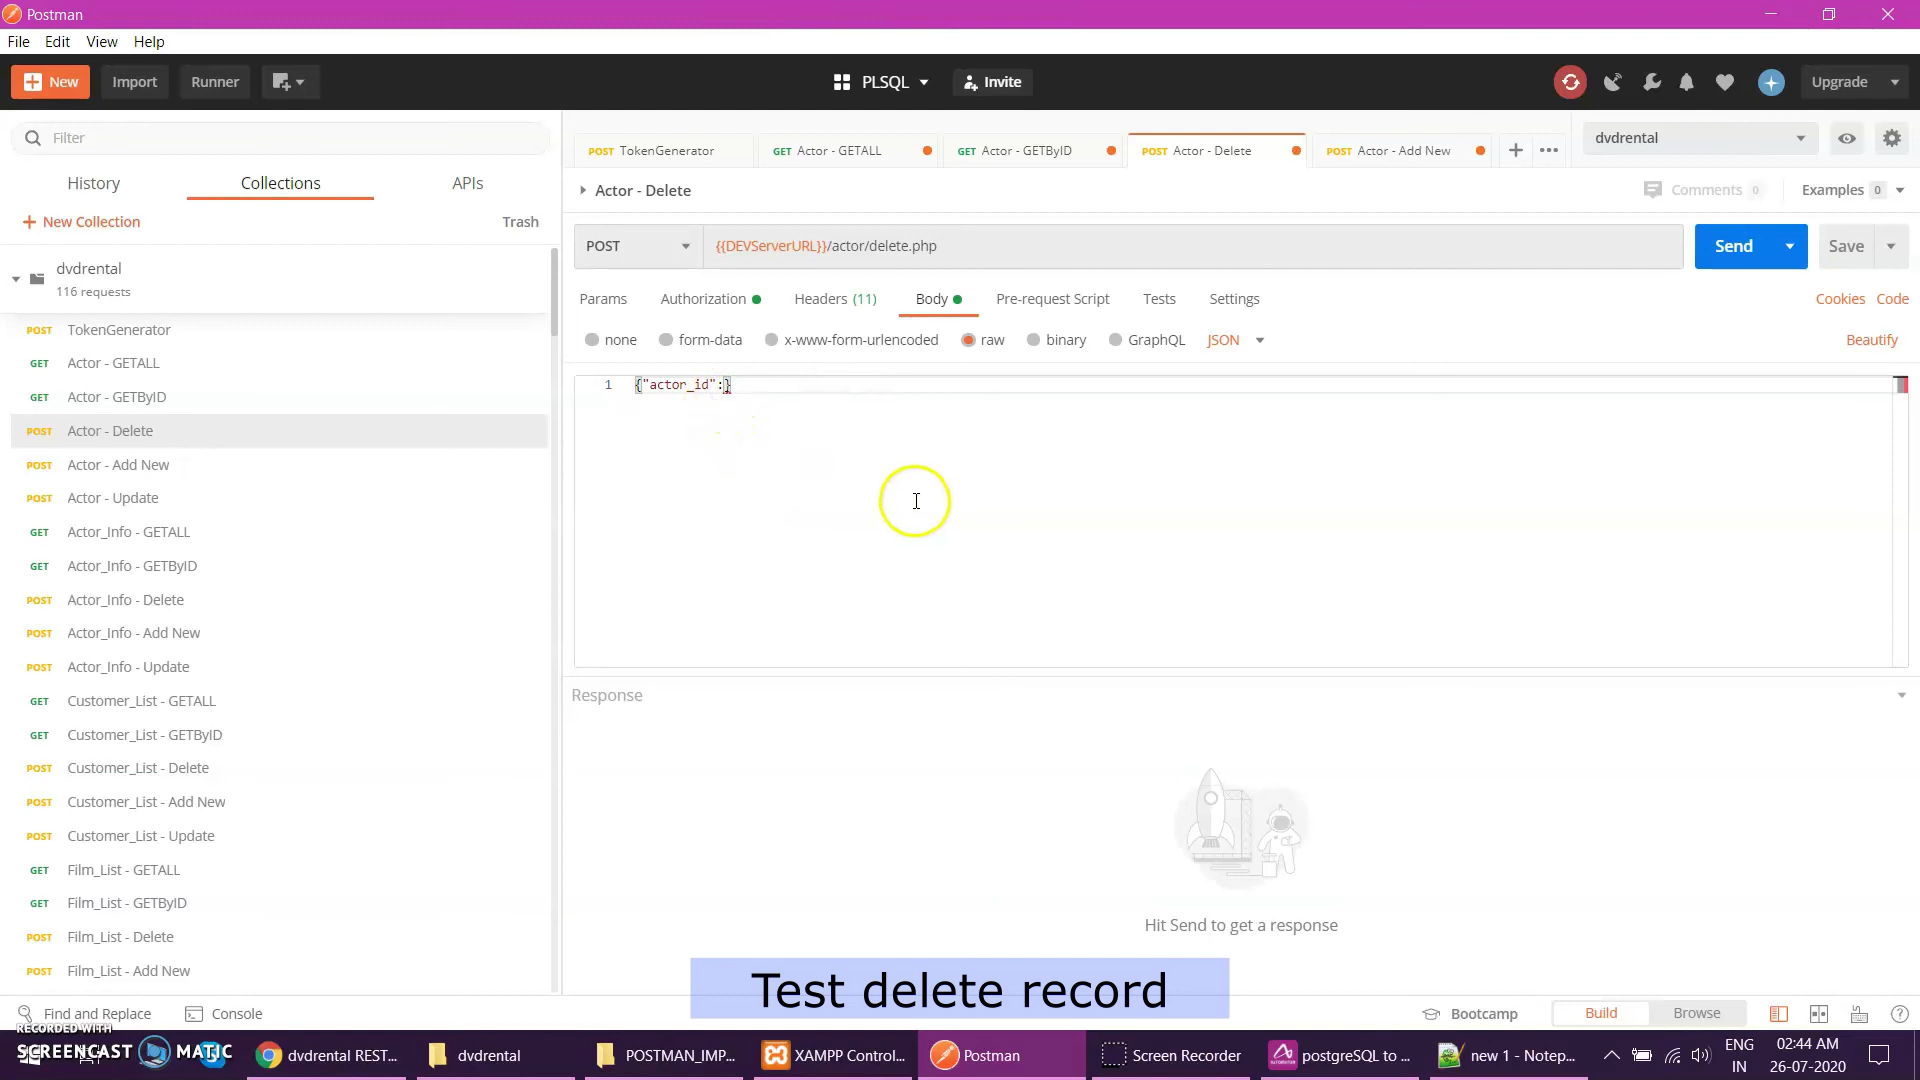 Postman
File Edit View Help
New Import Runner PLSQL Invite Upgrade
Filter
History Collections APIs
New Collection Trash
dvdrental
116 requests
POST TokenGenerator
GET Actor - GETALL
GET Actor - GETByID
POST Actor - Delete
POST Actor - Add New
POST Actor - Update
GET Actor_Info - GETALL
GET Actor_Info - GETByID
POST Actor_Info - Delete
POST Actor_Info - Add New
POST Actor_Info - Update
GET Customer_List - GETALL
GET Customer_List - GETByID
POST Customer_List - Delete
POST Customer_List - Add New
POST Customer_List - Update
GET Film_List - GETALL
GET Film_List - GETByID
POST Film_List - Delete
POST Film_List - Add New
POST TokenGenerator GET Actor - GETALL GET Actor - GETByID POST Actor - Delete POST Actor - Add New dvdrental
Actor - Delete Comments 0 Examples 0
POST {{DEVServerURL}}/actor/delete.php Send Save
Params Authorization Headers (11) Body Pre-request Script Tests Settings Cookies Code
none form-data x-www-form-urlencoded raw binary GraphQL JSON Beautify
1 {"actor_id":}
Response
Hit Send to get a response
Test delete record
Find and Replace Console Bootcamp Build Browse
RECORDED WITH
SCREENCAST MATIC
dvdrental REST... dvdrental POSTMAN_IMP... XAMPP Control... Postman Screen Recorder postgreSQL to ... new 1 - Notep... ENG 02:44 AM
IN 26-07-2020